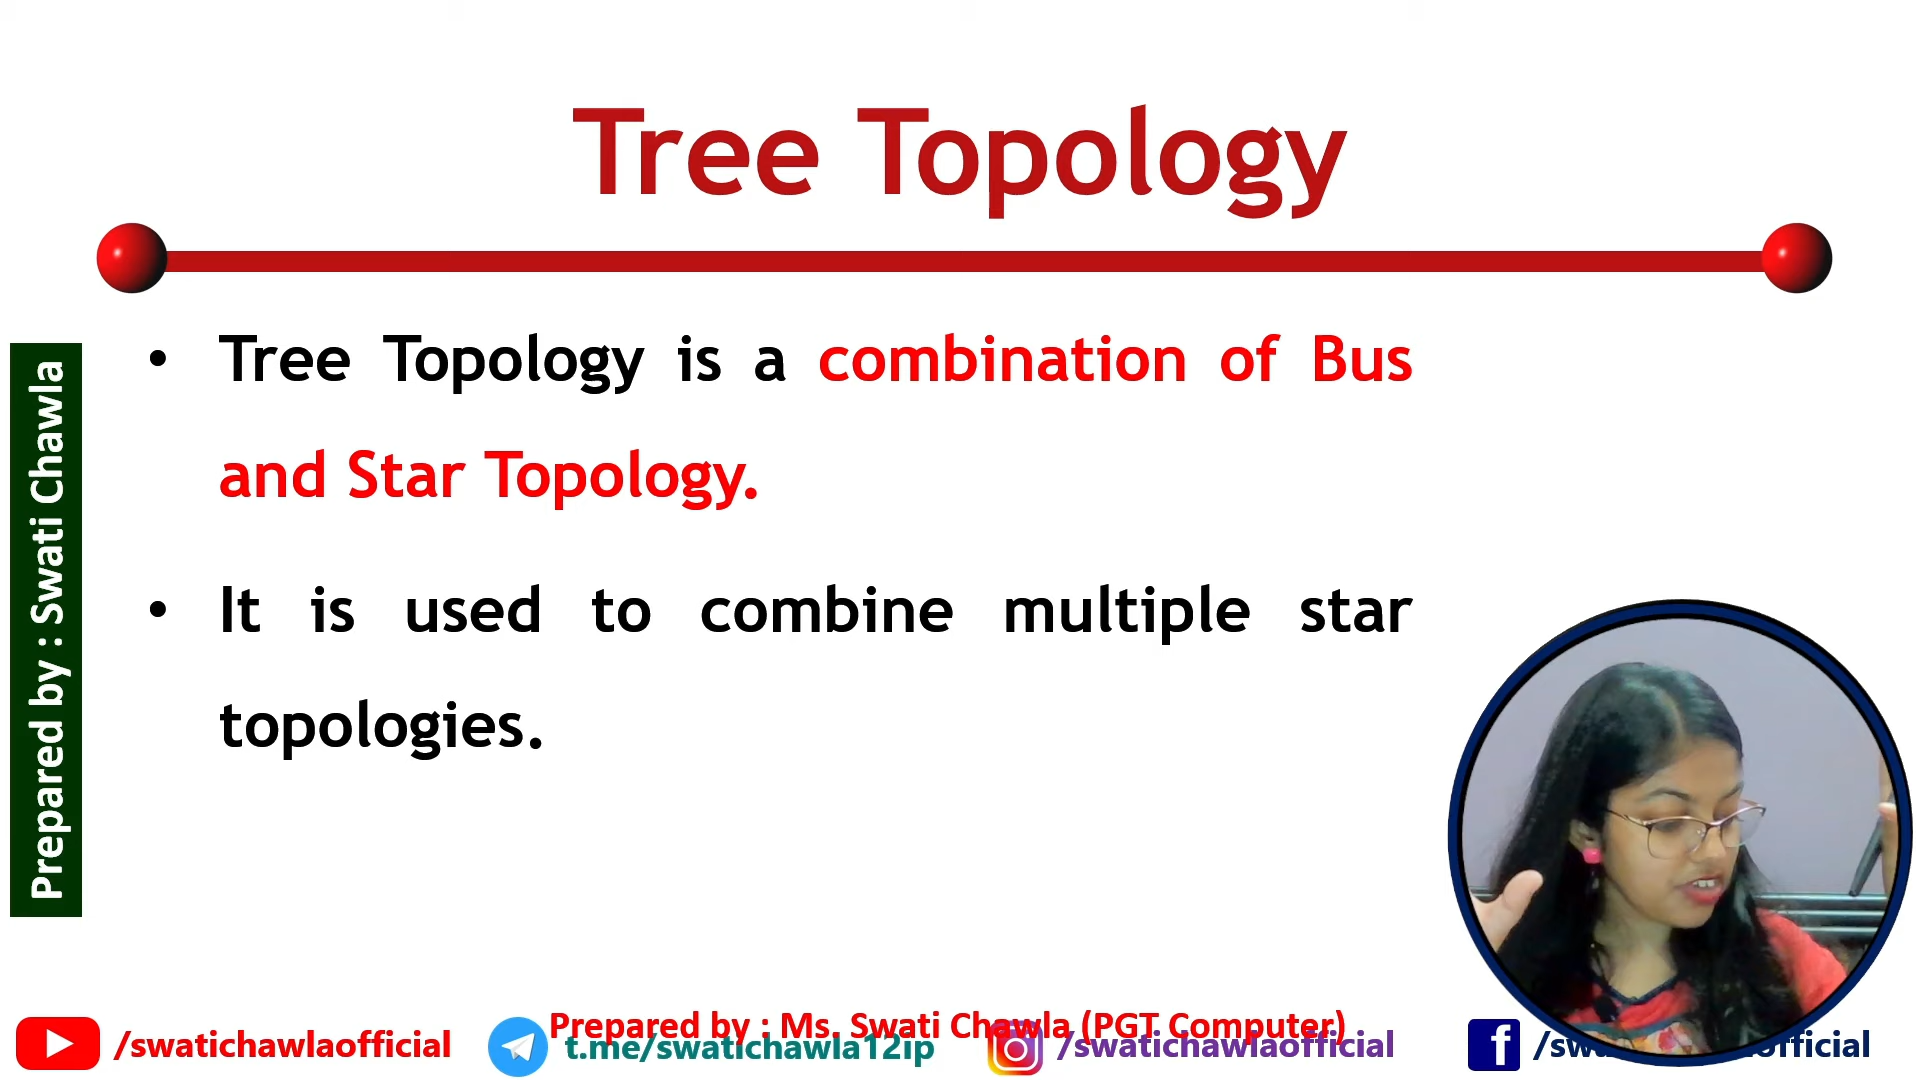 Tree Topology
• Tree Topology is a combination of Bus
and Star Topology.
• It is used to combine multiple star
topologies.
Prepared by : Swati Chawla
Prepared by : Ms. Swati Chawla (PGT Computer)
/swatichawlaofficial
t.me/swatichawla12ip
/swatichawlaofficial